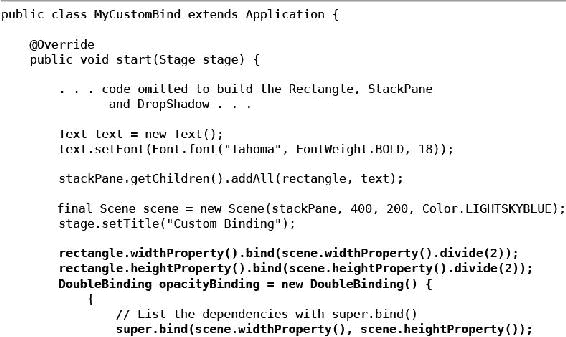 public class MyCustomBind extends Application {
@Override
public void start(Stage stage) {
. . . code omitted to build the Rectangle, StackPane
and DropShadow . . .
Text text = new Text();
text.setFont(Font.font("Tahoma", FontWeight.BOLD, 18));
stackPane.getChildren().addAll(rectangle, text);
final Scene scene = new Scene(stackPane, 400, 200, Color.LIGHTSKYBLUE);
stage.setTitle("Custom Binding");
rectangle.widthProperty().bind(scene.widthProperty().divide(2));
rectangle.heightProperty().bind(scene.heightProperty().divide(2));
DoubleBinding opacityBinding = new DoubleBinding() {
{
// List the dependencies with super.bind()
super.bind(scene.widthProperty(), scene.heightProperty());